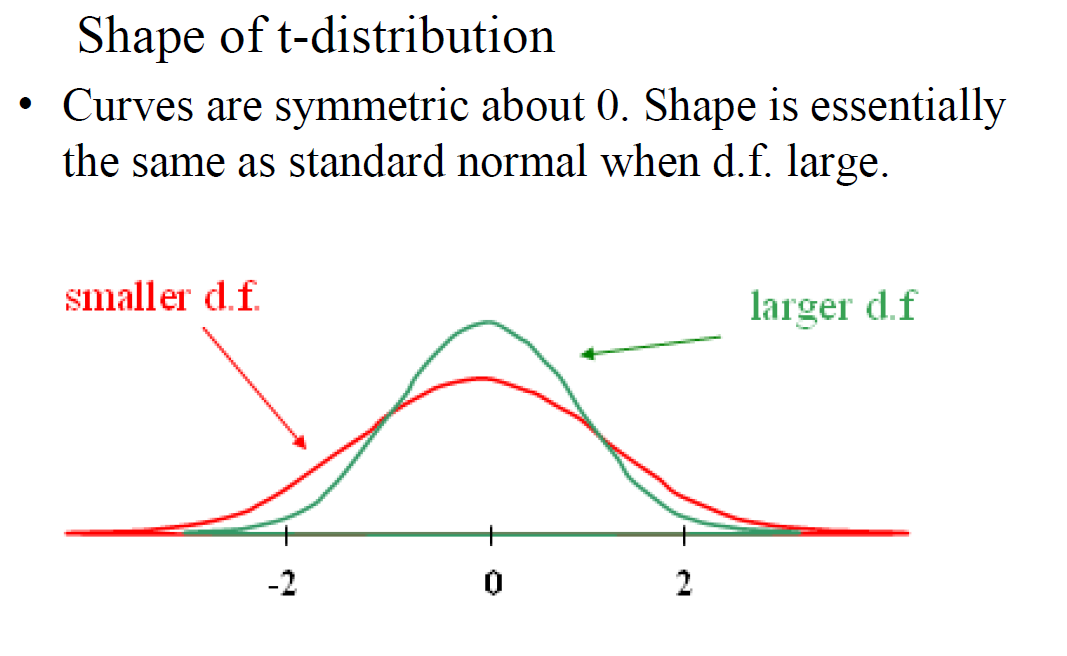 Shape of t-distribution
• Curves are symmetric about 0. Shape is essentially
the same as standard normal when d.f. large.
smaller d.f.
larger d.f
-2 0 2